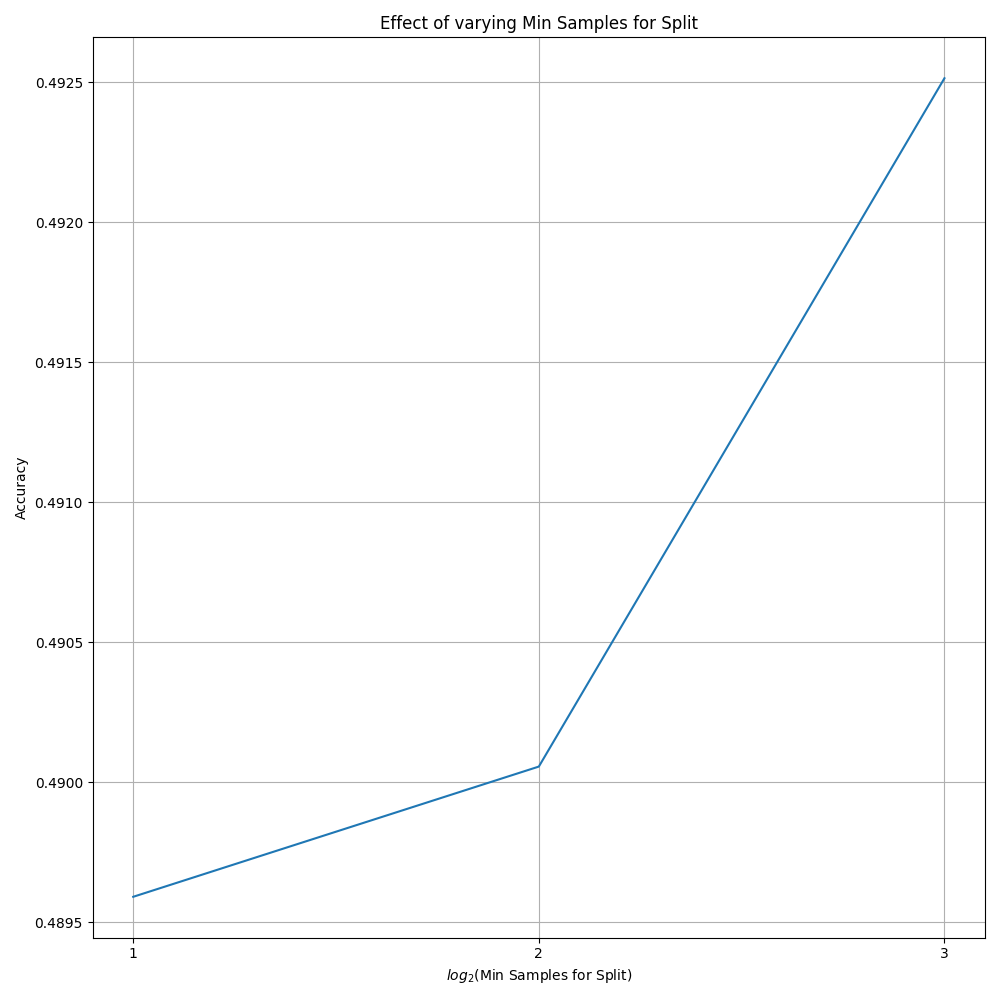 Effect of varying Min Samples for Split
0.4925
0.4920
0.4915
0.4910
0.4905
0.4900
0.4895
Accuracy
1 2 3
log₂(Min Samples for Split)